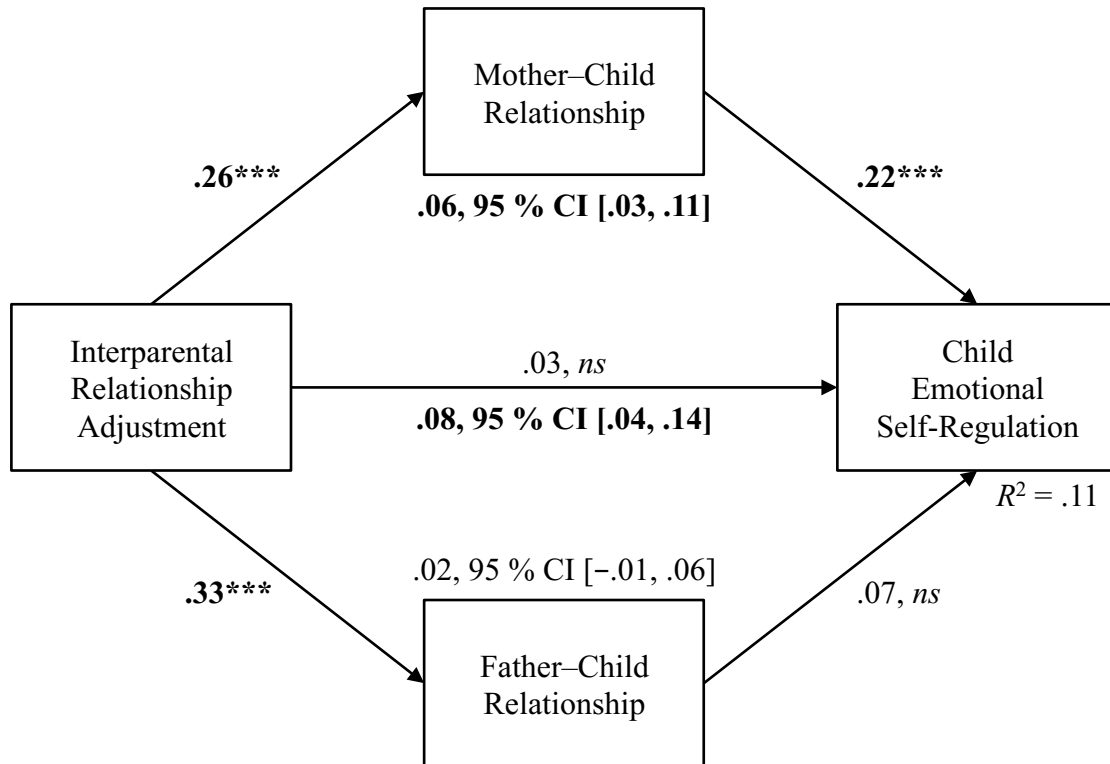 Mother–Child
Relationship
.26***
.22***
.06, 95 % CI [.03, .11]
Interparental
Relationship
Adjustment
.03, ns
.08, 95 % CI [.04, .14]
Child
Emotional
Self-Regulation
R² = .11
.02, 95 % CI [−.01, .06]
.33***
.07, ns
Father–Child
Relationship